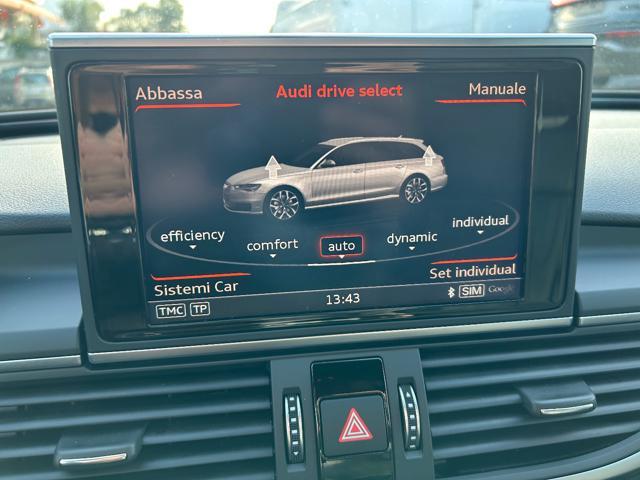 Abbassa
Audi drive select
Manuale
efficiency
comfort
auto
dynamic
individual
Sistemi Car
Set individual
TMC TP
13:43
SIM Google